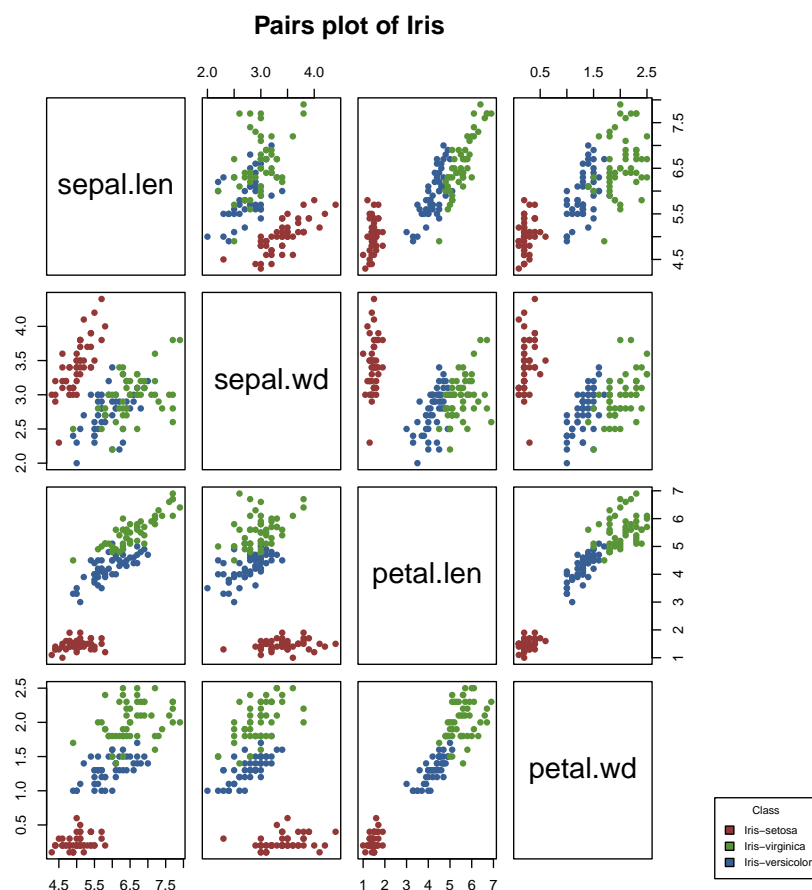 Pairs plot of Iris
2.0 3.0 4.0
0.5 1.5 2.5
sepal.len
4.5 5.5 6.5 7.5
2.0 2.5 3.0 3.5 4.0
sepal.wd
petal.len
1 2 3 4 5 6 7
0.5 1.0 1.5 2.0 2.5
petal.wd
4.5 5.5 6.5 7.5
1 2 3 4 5 6 7
Class
Iris−setosa
Iris−virginica
Iris−versicolor